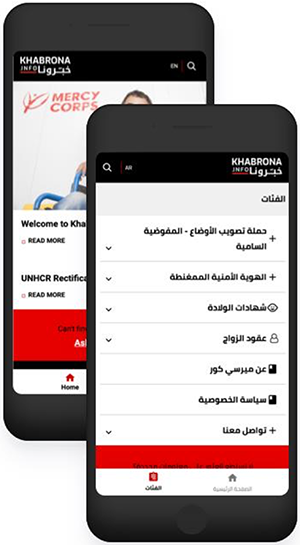 KHABRONA
INFO خبرونا
EN
MERCY
CORPS
Welcome to Kha
READ MORE
UNHCR Rectifica
READ MORE
Can't fin
Ask
Home
KHABRONA
INFO خبرونا
AR
الفئات
حملة تصويب الأوضاع - المفوضية
السامية
الهوية الأمنية الممغنطة
شهادات الولادة
عقود الزواج
عن ميرسي كور
سياسة الخصوصية
تواصل معنا
الصفحة الرئيسية
الفئات